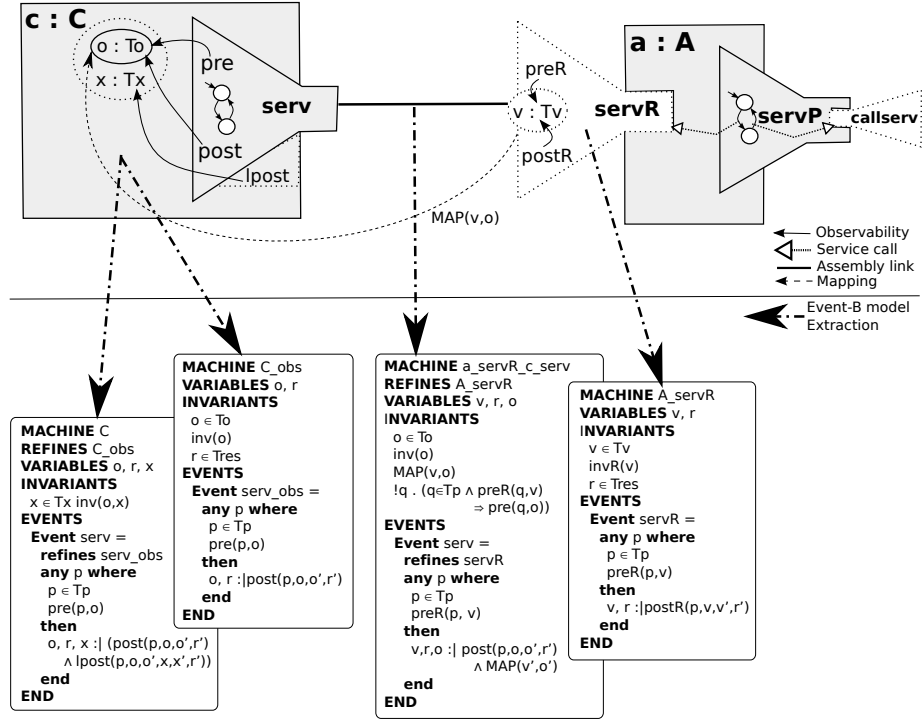 c : C
o : To
x : Tx
pre
serv
post
lpost
MAP(v,o)
preR
v : Tv
postR
servR
a : A
servP
callserv
Observability
Service call
Assembly link
Mapping
Event-B model
Extraction
MACHINE C
REFINES C_obs
VARIABLES o, r, x
INVARIANTS
x ∈ Tx inv(o,x)
EVENTS
Event serv =
refines serv_obs
any p where
p ∈ Tp
pre(p,o)
then
o, r, x :| (post(p,o,o’,r’)
∧ lpost(p,o,o’,x,x’,r’))
end
END
MACHINE C_obs
VARIABLES o, r
INVARIANTS
o ∈ To
inv(o)
r ∈ Tres
EVENTS
Event serv_obs =
any p where
p ∈ Tp
pre(p,o)
then
o, r :|post(p,o,o’,r’)
end
END
MACHINE a_servR_c_serv
REFINES A_servR
VARIABLES v, r, o
INVARIANTS
o ∈ To
inv(o)
MAP(v,o)
!q . (q∈Tp ∧ preR(q,v)
⇒ pre(q,o))
EVENTS
Event serv =
refines servR
any p where
p ∈ Tp
preR(p, v)
then
v,r,o :| post(p,o,o’,r’)
∧ MAP(v’,o’)
end
END
MACHINE A_servR
VARIABLES v, r
INVARIANTS
v ∈ Tv
invR(v)
r ∈ Tres
EVENTS
Event servR =
any p where
p ∈ Tp
preR(p,v)
then
v, r :|postR(p,v,v’,r’)
end
END